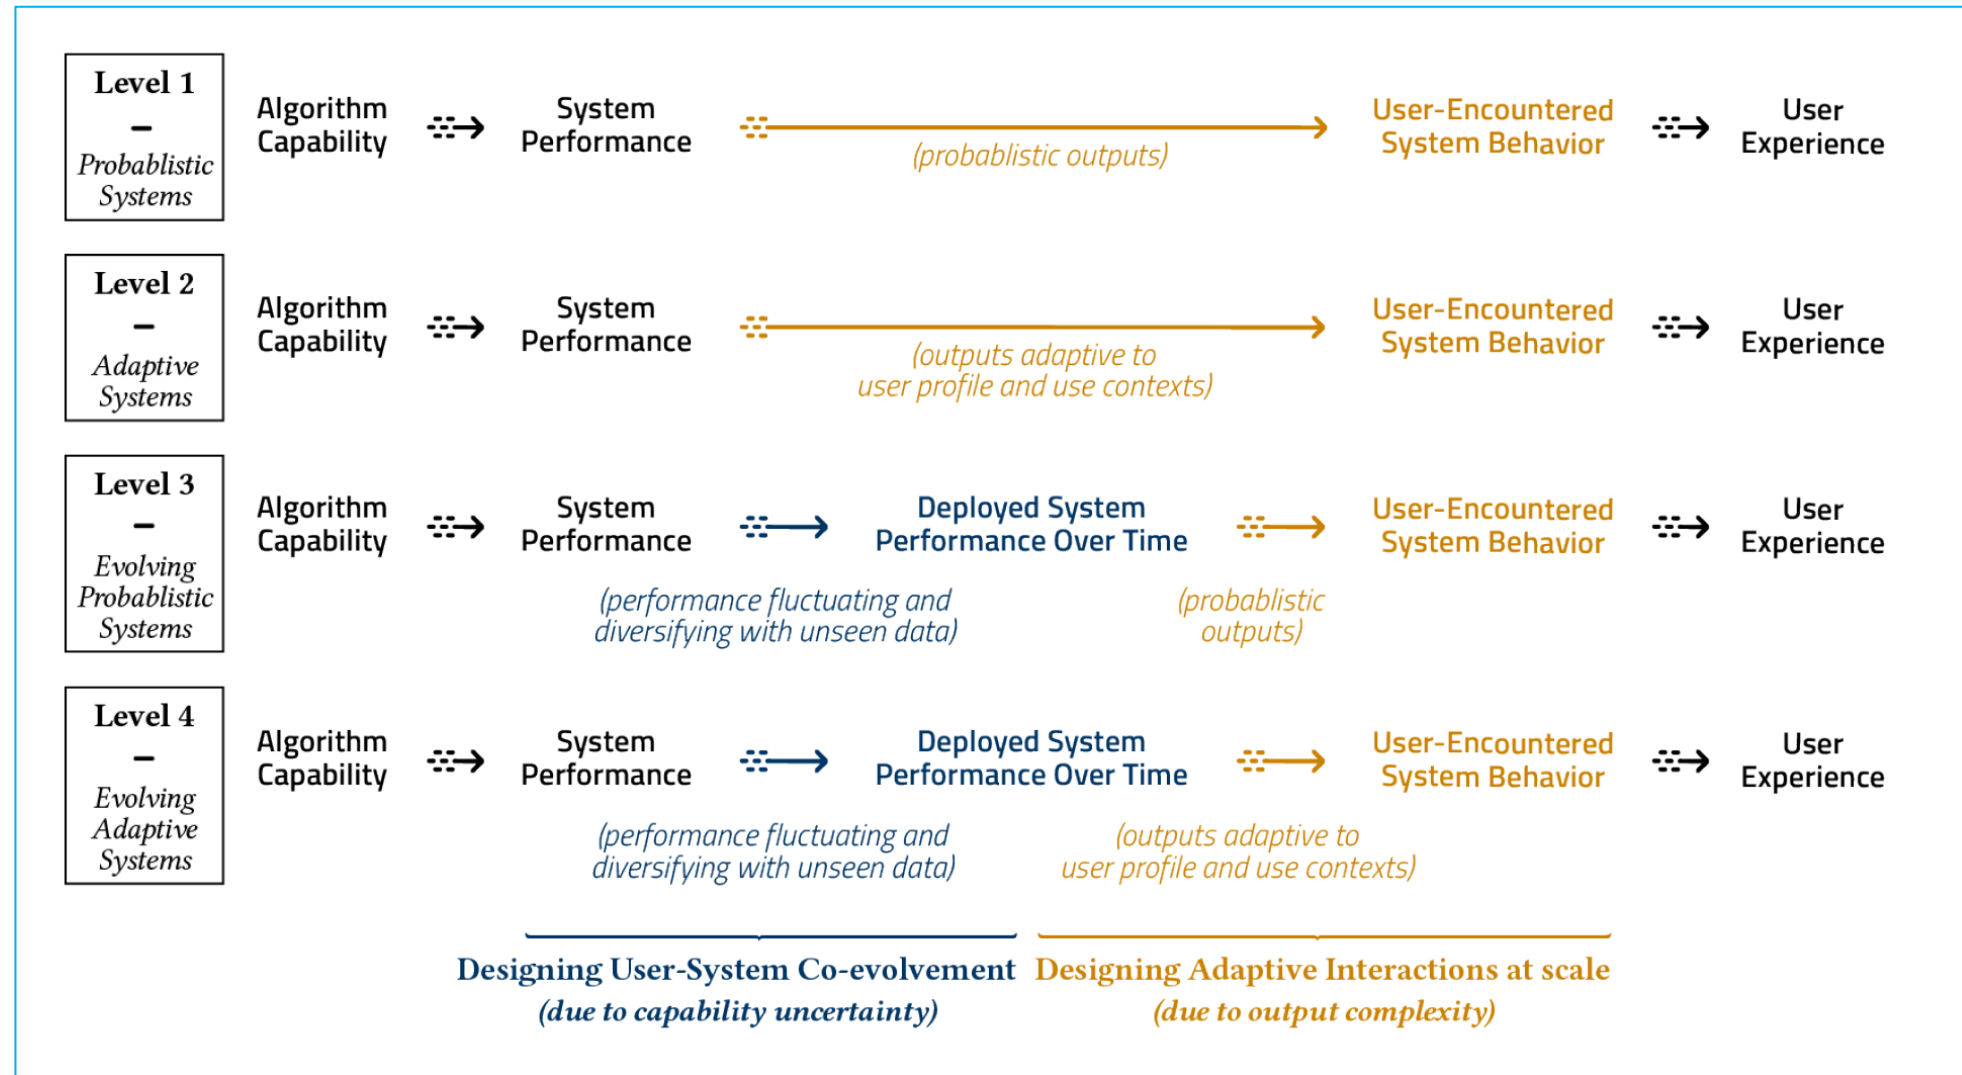 Level 1
–
Probablistic
Systems
Algorithm
Capability
System
Performance
(probablistic outputs)
User-Encountered
System Behavior
User
Experience
Level 2
–
Adaptive
Systems
Algorithm
Capability
System
Performance
(outputs adaptive to
user profile and use contexts)
User-Encountered
System Behavior
User
Experience
Level 3
–
Evolving
Probablistic
Systems
Algorithm
Capability
System
Performance
(performance fluctuating and
diversifying with unseen data)
Deployed System
Performance Over Time
(probablistic
outputs)
User-Encountered
System Behavior
User
Experience
Level 4
–
Evolving
Adaptive
Systems
Algorithm
Capability
System
Performance
(performance fluctuating and
diversifying with unseen data)
Deployed System
Performance Over Time
(outputs adaptive to
user profile and use contexts)
User-Encountered
System Behavior
User
Experience
Designing User-System Co-evolvement
(due to capability uncertainty)
Designing Adaptive Interactions at scale
(due to output complexity)